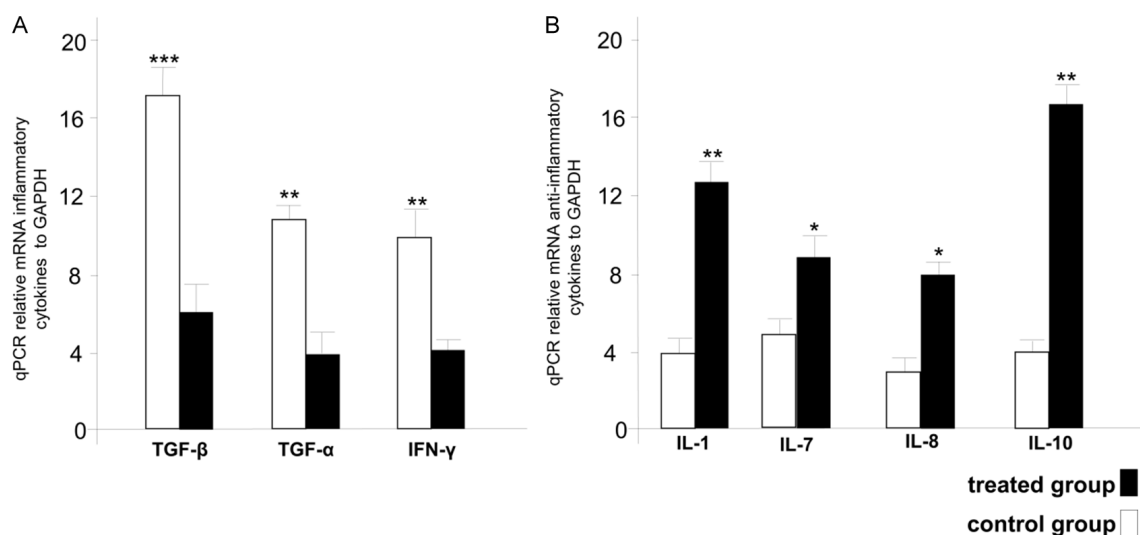 A
qPCR relative mRNA inflammatory
cytokines to GAPDH
20
16
12
8
4
0
***
**
**
TGF-β
TGF-α
IFN-γ
B
qPCR relative mRNA anti-inflammatory
cytokines to GAPDH
20
16
12
8
4
0
**
*
*
**
IL-1
IL-7
IL-8
IL-10
treated group
control group